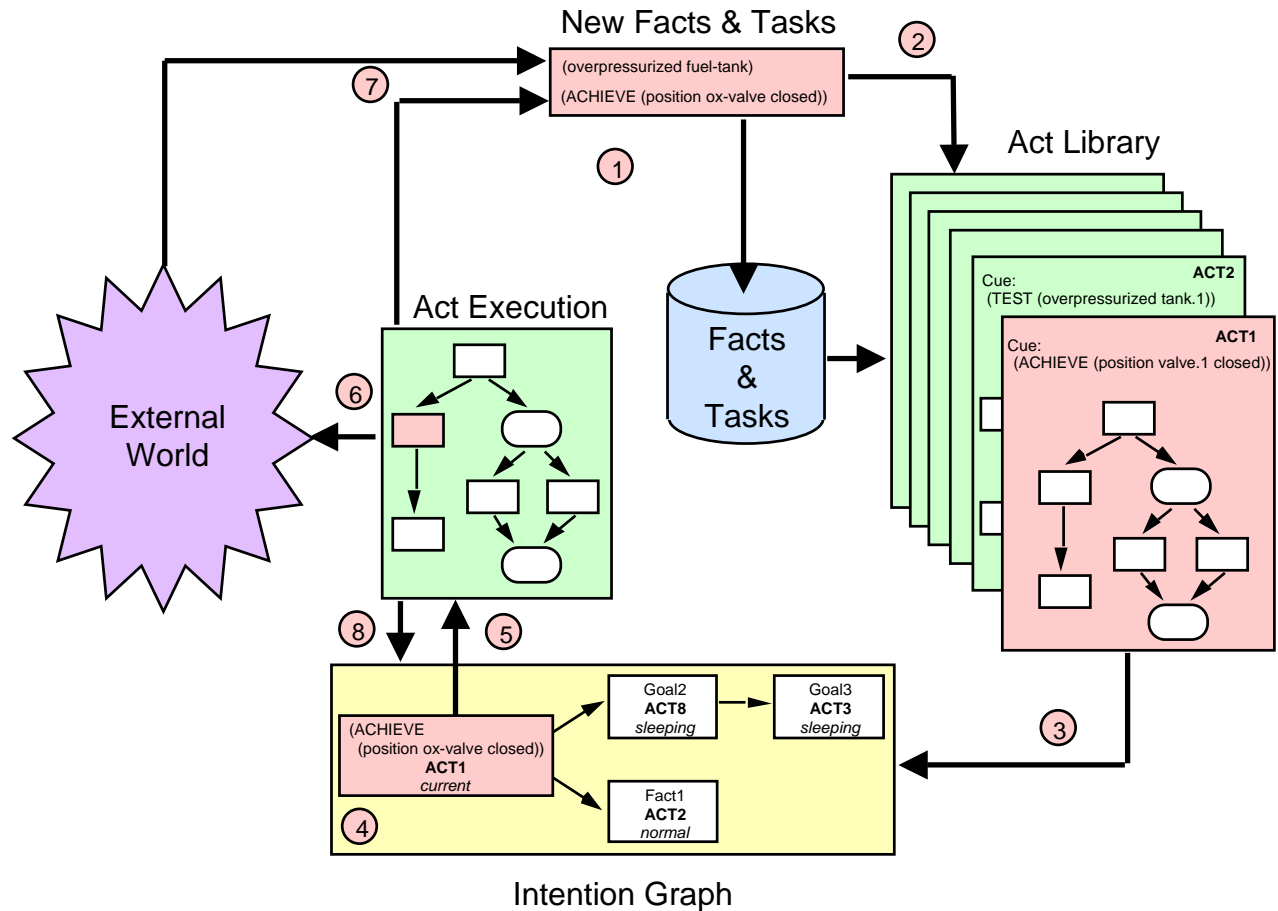 New Facts & Tasks
2
(overpressurized fuel-tank)
(ACHIEVE (position ox-valve closed))
7
1
Act Library
ACT2
Cue:
(TEST (overpressurized tank.1))
ACT1
Cue:
(ACHIEVE (position valve.1 closed))
Act Execution
Facts
&
Tasks
6
External
World
8
5
Goal2
ACT8
sleeping
Goal3
ACT3
sleeping
3
(ACHIEVE
(position ox-valve closed))
ACT1
current
Fact1
ACT2
normal
4
Intention Graph